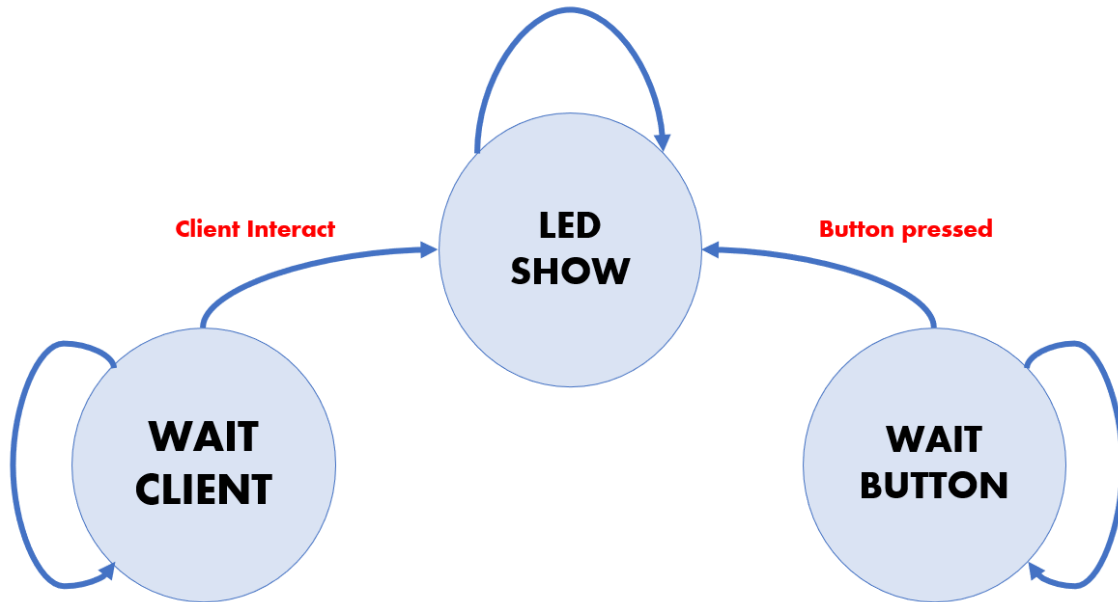 LED
SHOW
Client Interact
Button pressed
WAIT
CLIENT
WAIT
BUTTON